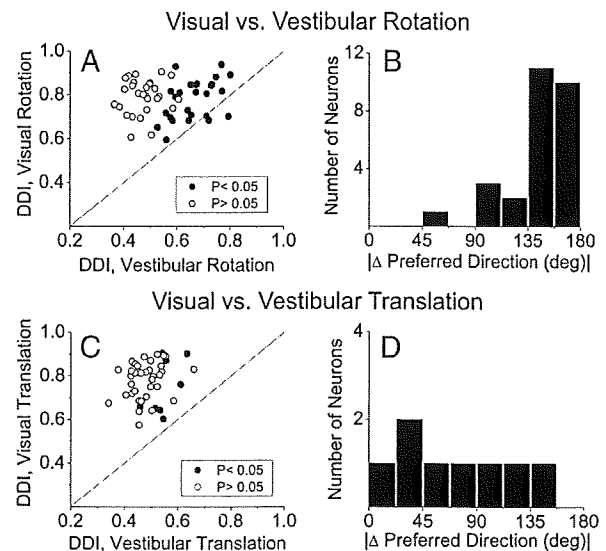 Visual vs. Vestibular Rotation
A
DDI, Visual Rotation
1.0
0.8
0.6
0.4
P< 0.05
P> 0.05
0.2 0.4 0.6 0.8 1.0
DDI, Vestibular Rotation
B
Number of Neurons
12
8
4
0 45 90 135 180
|Δ Preferred Direction (deg)|
Visual vs. Vestibular Translation
C
DDI, Visual Translation
1.0
0.8
0.6
0.4
P< 0.05
P> 0.05
0.2 0.4 0.6 0.8 1.0
DDI, Vestibular Translation
D
Number of Neurons
4
2
0 45 90 135 180
|Δ Preferred Direction (deg)|